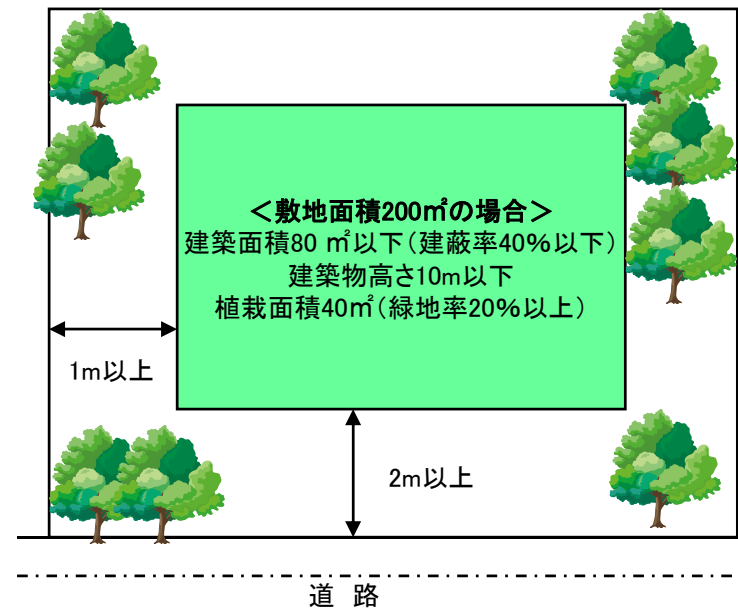 ＜敷地面積200㎡の場合＞
建築面積80 ㎡以下（建蔽率40%以下）
建築物高さ10m以下
植栽面積40㎡（緑地率20%以上）
1m以上
2m以上
道 路